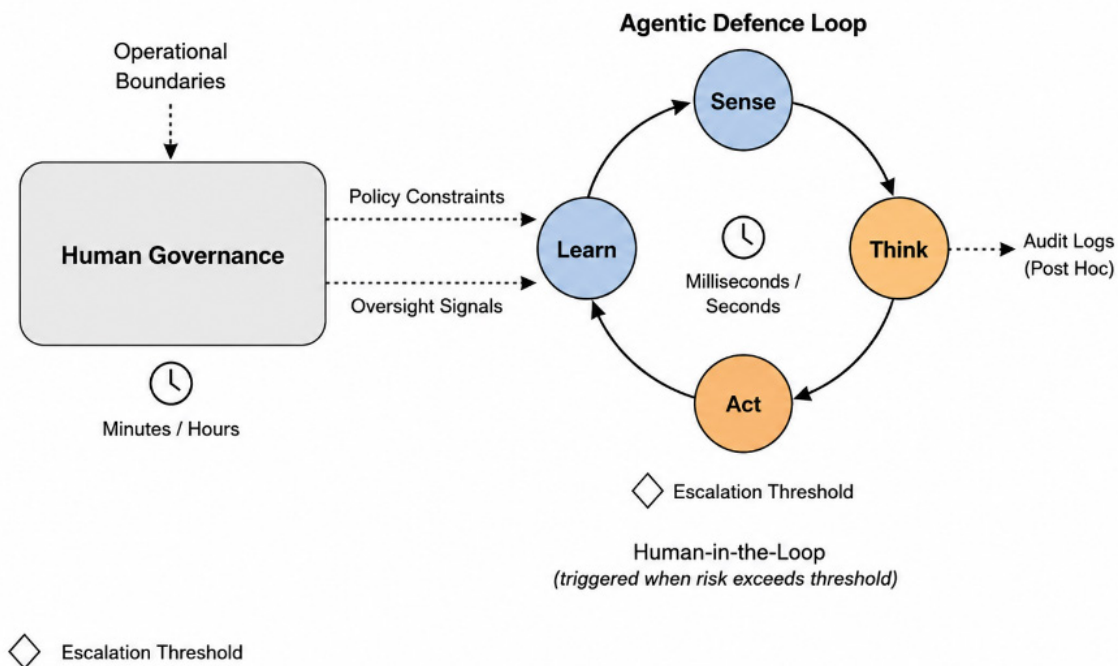 Agentic Defence Loop
Operational
Boundaries
Sense
Policy Constraints
Human Governance
Learn
Think
Audit Logs
(Post Hoc)
Milliseconds /
Seconds
Oversight Signals
Act
Minutes / Hours
Escalation Threshold
Human-in-the-Loop
(triggered when risk exceeds threshold)
Escalation Threshold